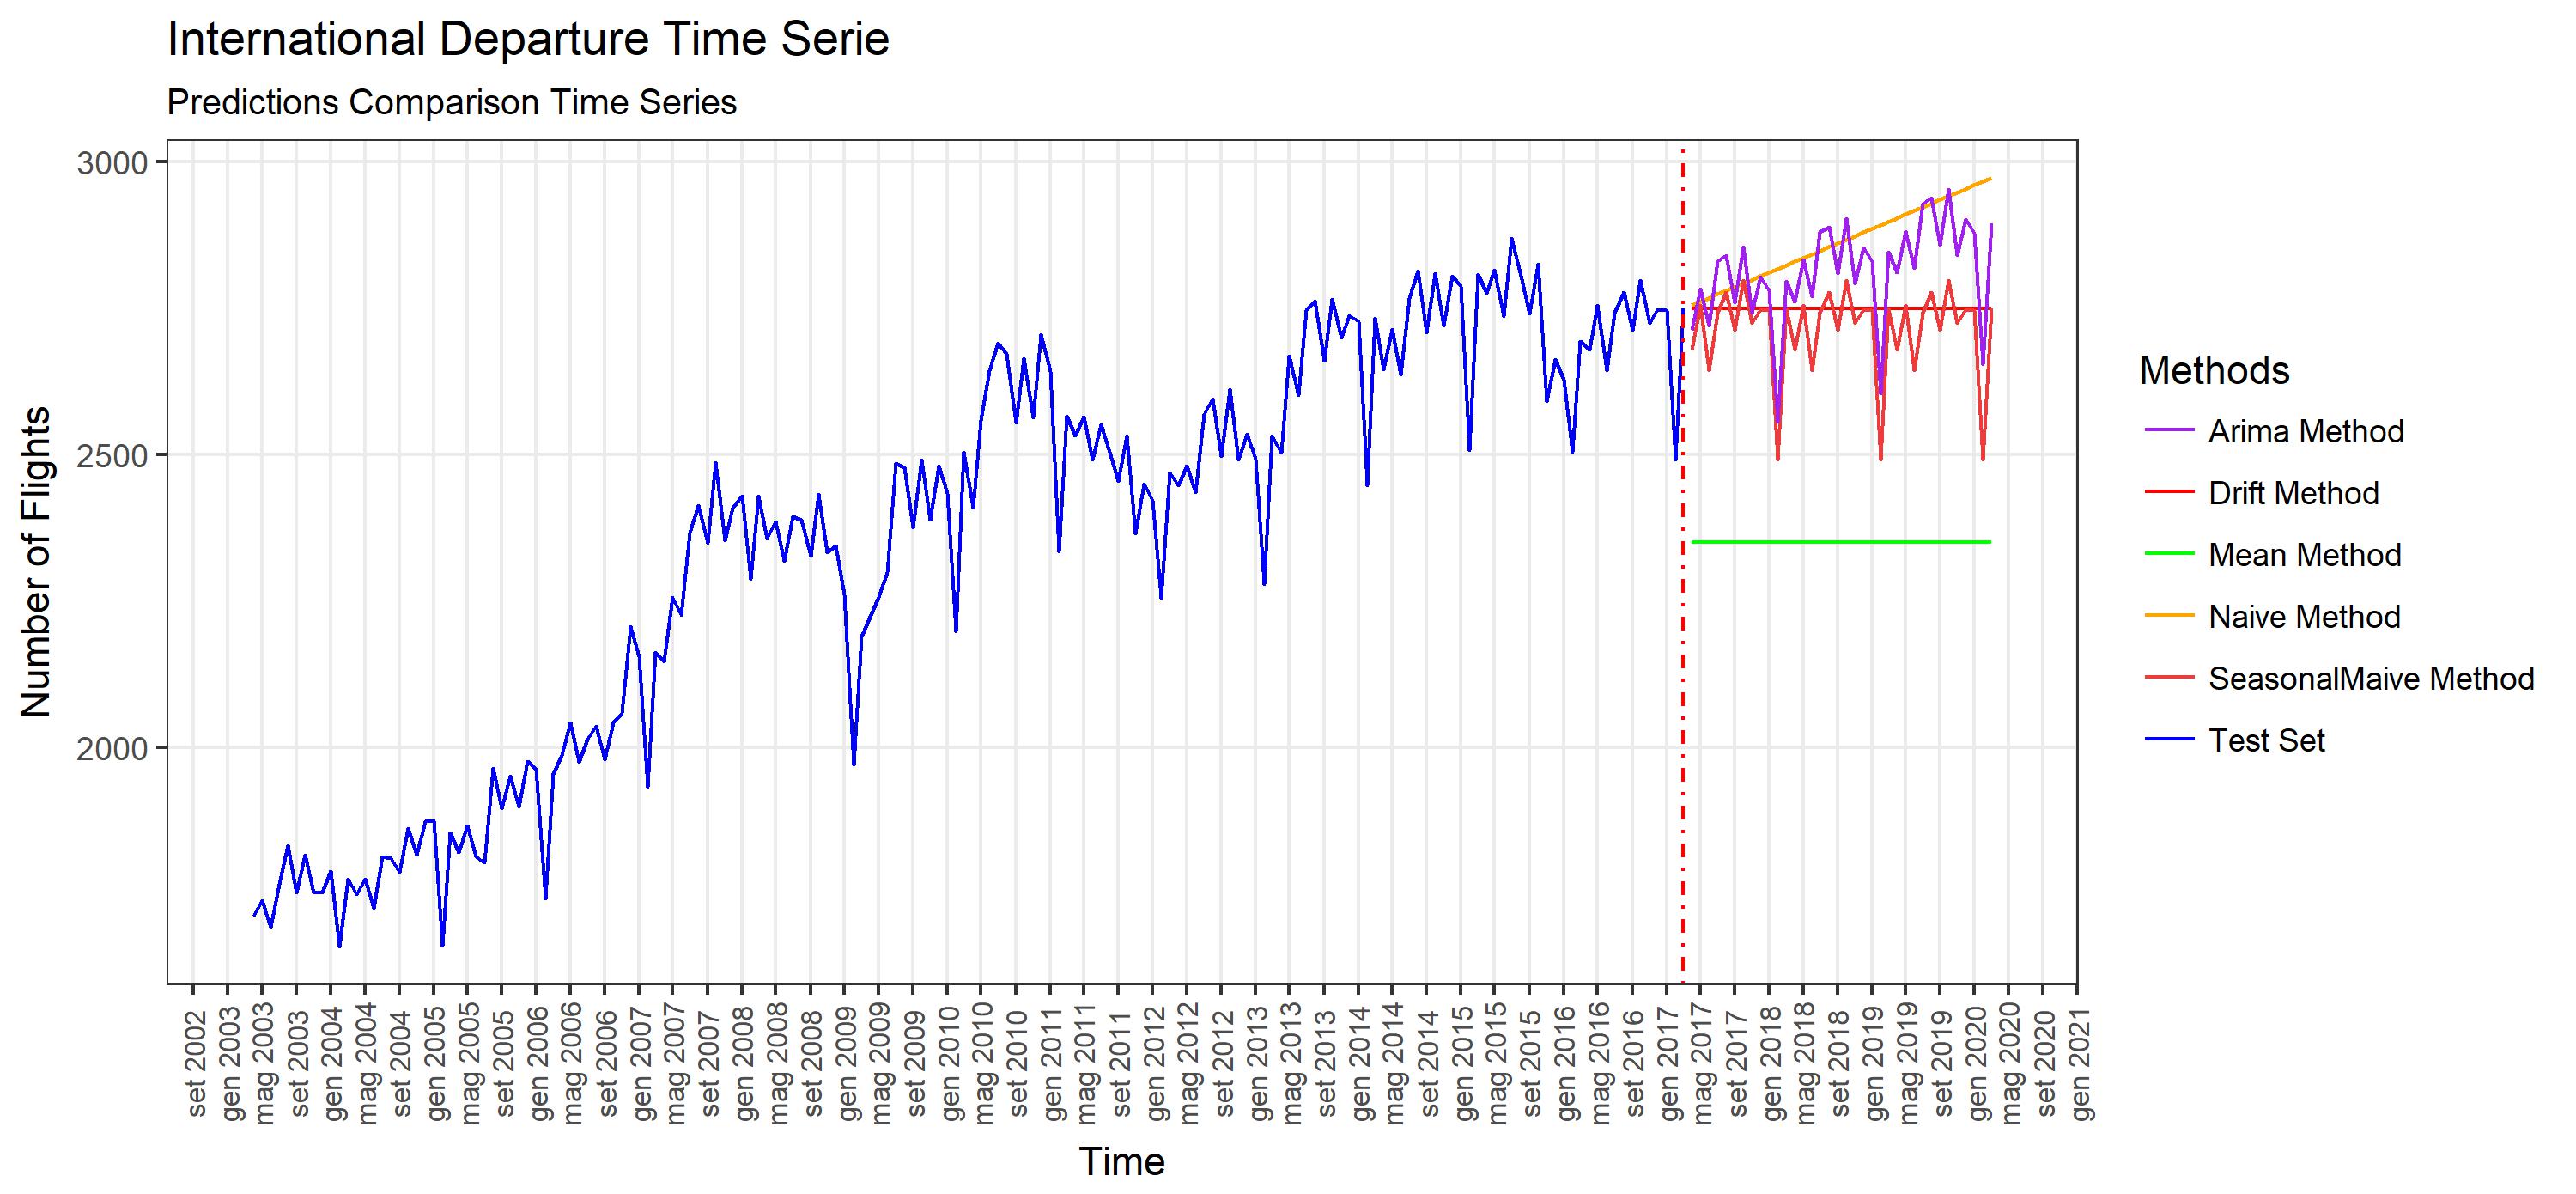 International Departure Time Serie
Predictions Comparison Time Series
3000
2500
2000
Number of Flights
set 2002
gen 2003
mag 2003
set 2003
gen 2004
mag 2004
set 2004
gen 2005
mag 2005
set 2005
gen 2006
mag 2006
set 2006
gen 2007
mag 2007
set 2007
gen 2008
mag 2008
set 2008
gen 2009
mag 2009
set 2009
gen 2010
mag 2010
set 2010
gen 2011
mag 2011
set 2011
gen 2012
mag 2012
set 2012
gen 2013
mag 2013
set 2013
gen 2014
mag 2014
set 2014
gen 2015
mag 2015
set 2015
gen 2016
mag 2016
set 2016
gen 2017
mag 2017
set 2017
gen 2018
mag 2018
set 2018
gen 2019
mag 2019
set 2019
gen 2020
mag 2020
set 2020
gen 2021
Time
Methods
Arima Method
Drift Method
Mean Method
Naive Method
SeasonalMaive Method
Test Set